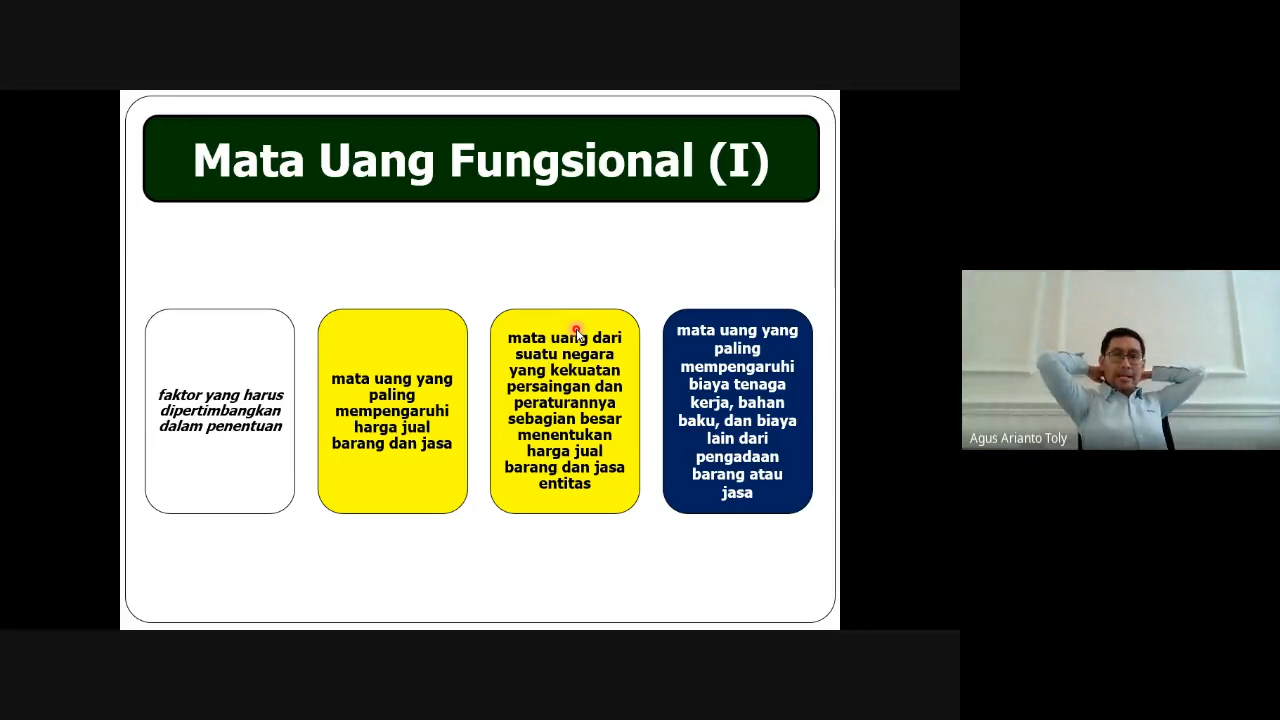 Mata Uang Fungsional (I)
faktor yang harus
dipertimbangkan
dalam penentuan
mata uang yang
paling
mempengaruhi
harga jual
barang dan jasa
mata uang dari
suatu negara
yang kekuatan
persaingan dan
peraturannya
sebagian besar
menentukan
harga jual
barang dan jasa
entitas
mata uang yang
paling
mempengaruhi
biaya tenaga
kerja, bahan
baku, dan biaya
lain dari
pengadaan
barang atau
jasa
Agus Arianto Toly